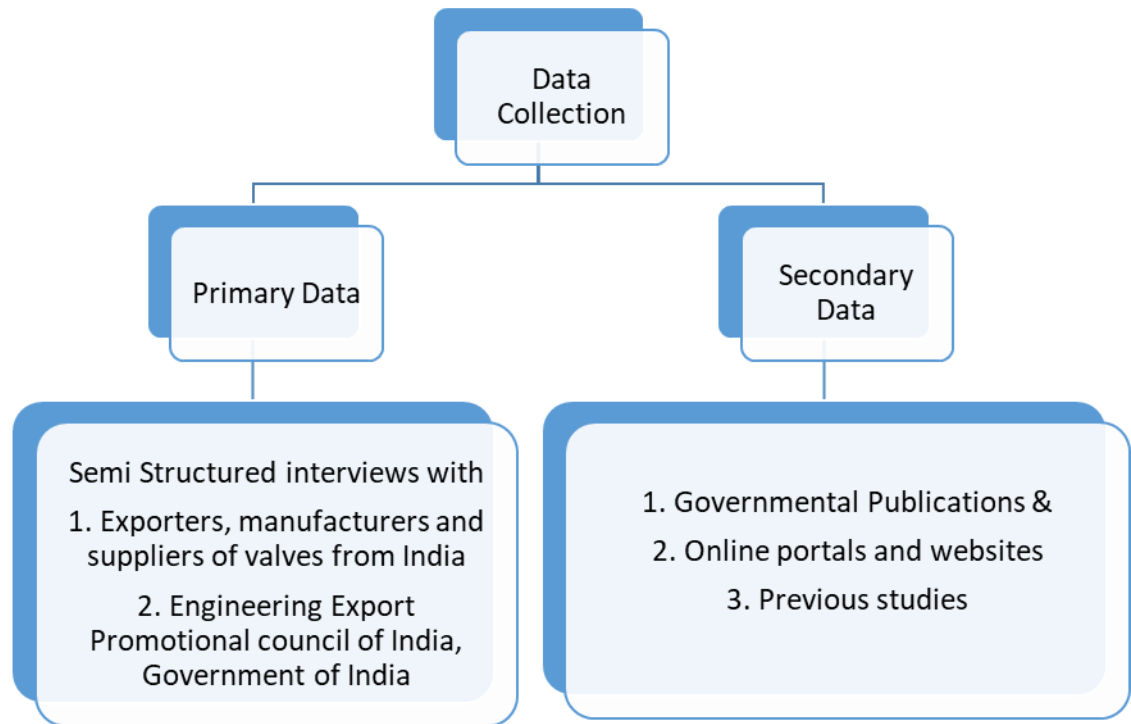 Data
Collection
Primary Data
Secondary
Data
Semi Structured interviews with
1. Exporters, manufacturers and
suppliers of valves from India
2. Engineering Export
Promotional council of India,
Government of India
1. Governmental Publications &
2. Online portals and websites
3. Previous studies